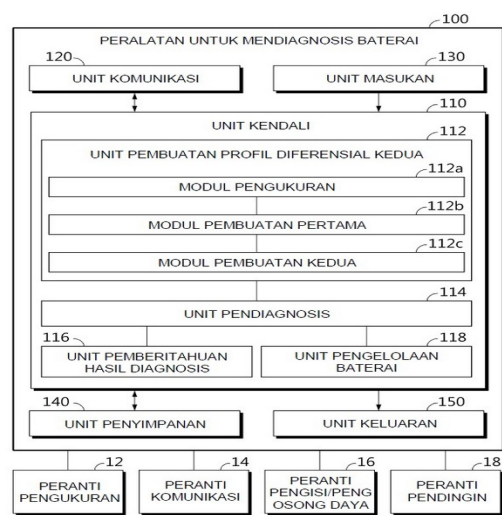 100
PERALATAN UNTUK MENDIAGNOSIS BATERAI
120
130
UNIT KOMUNIKASI
UNIT MASUKAN
110
UNIT KENDALI
112
UNIT PEMBUATAN PROFIL DIFERENSIAL KEDUA
112a
MODUL PENGUKURAN
112b
MODUL PEMBUATAN PERTAMA
112c
MODUL PEMBUATAN KEDUA
114
UNIT PENDIAGNOSIS
116
118
UNIT PEMBERITAHUAN
HASIL DIAGNOSIS
UNIT PENGELOLAAN
BATERAI
140
150
UNIT PENYIMPANAN
UNIT KELUARAN
12
14
16
18
PERANTI
PENGUKURAN
PERANTI
KOMUNIKASI
PERANTI
PENGISI/PENG
OSONG DAYA
PERANTI
PENDINGIN